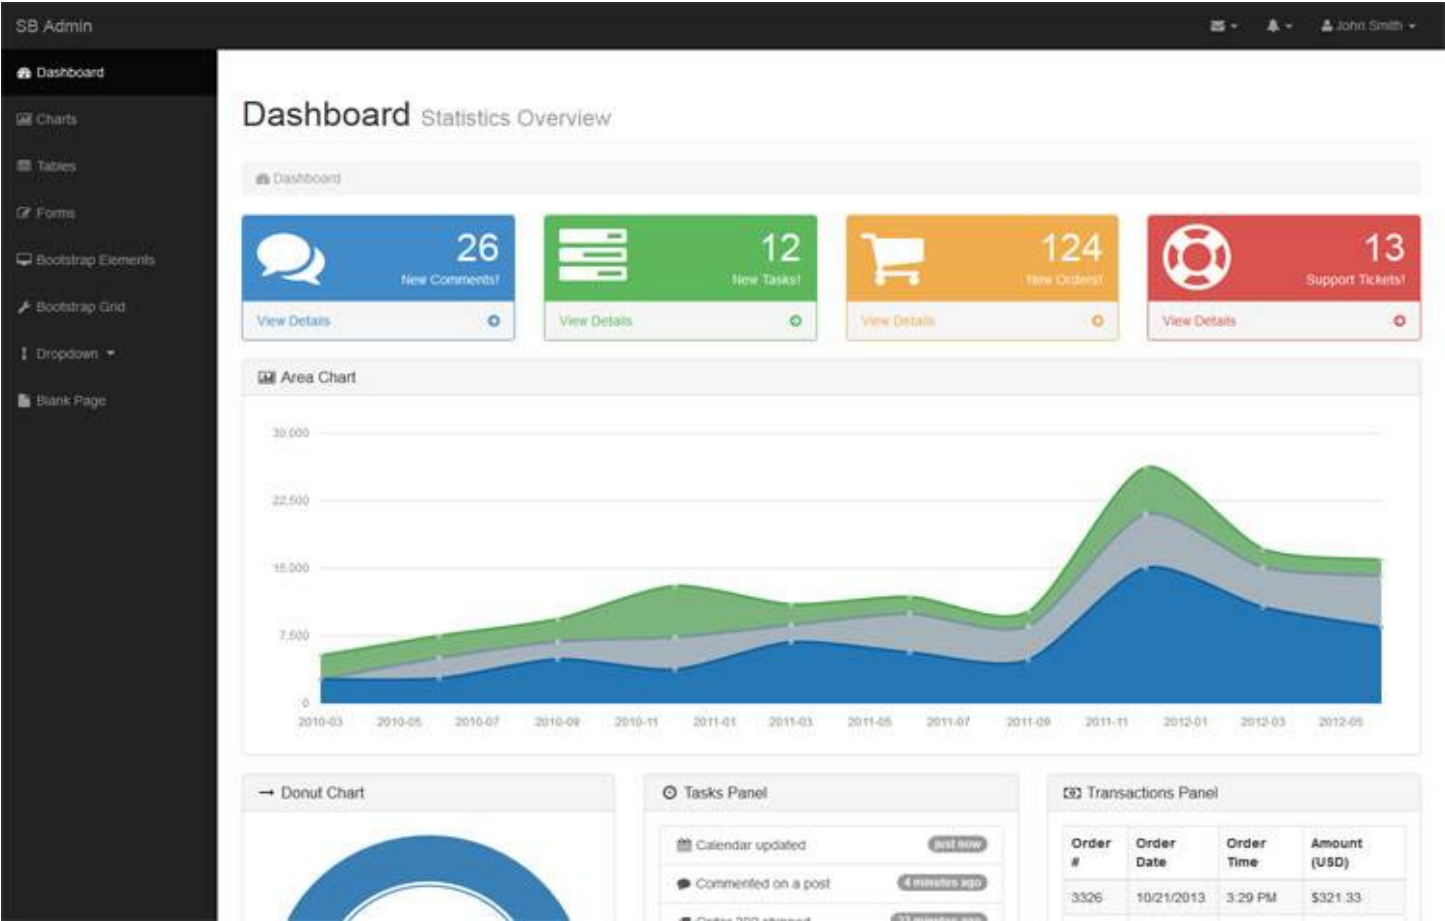 SB Admin
John Smith
Dashboard
Charts
Tables
Forms
Bootstrap Elements
Bootstrap Grid
Dropdown
Blank Page
Dashboard Statistics Overview
Dashboard
26
New Comments!
View Details
12
New Tasks!
View Details
124
New Orders!
View Details
13
Support Tickets!
View Details
Area Chart
30,000
22,500
15,000
7,500
0
2010-03 2010-05 2010-07 2010-09 2010-11 2011-01 2011-03 2011-05 2011-07 2011-09 2011-11 2012-01 2012-03 2012-05
Donut Chart
Tasks Panel
Calendar updated just now
Commented on a post 4 minutes ago
Transactions Panel
Order Order Order Amount
# Date Time (USD)
3326 10/21/2013 3:29 PM $321.33